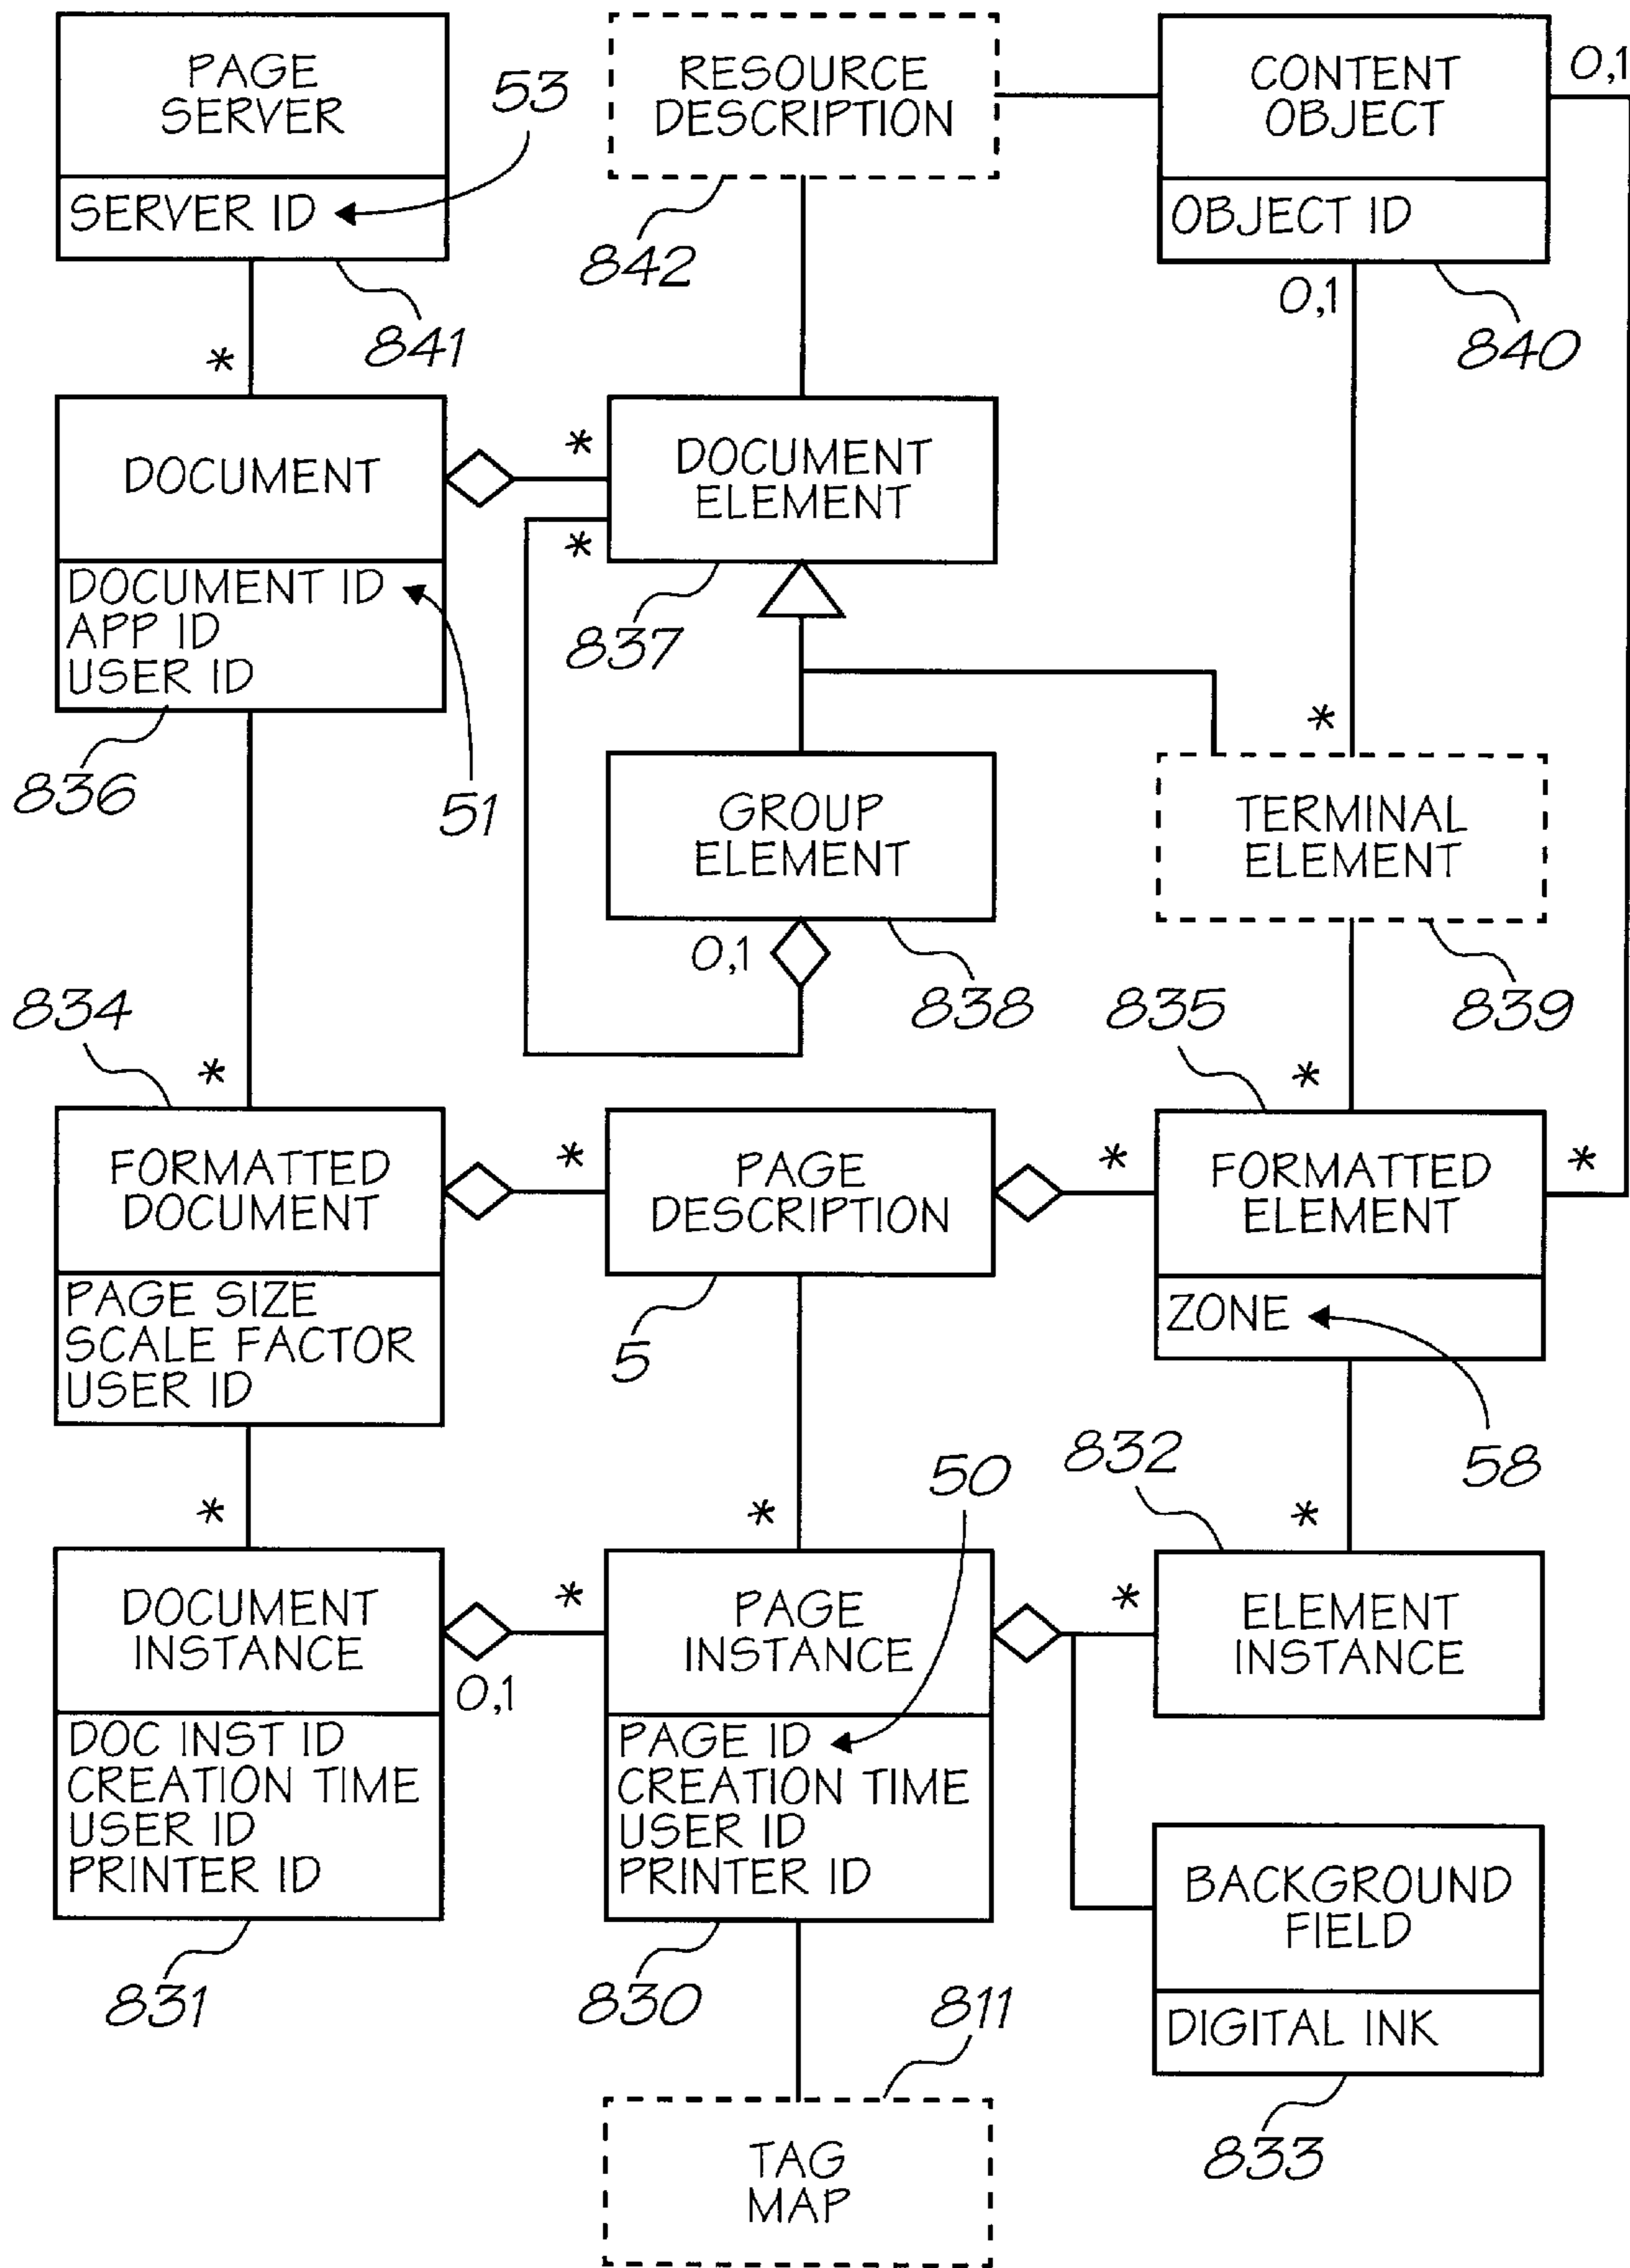 PAGE
SERVER
SERVER ID
53
841
RESOURCE
DESCRIPTION
842
CONTENT
OBJECT
OBJECT ID
0,1
0,1
840
*
DOCUMENT
DOCUMENT ID
APP ID
USER ID
836
51
*
*
DOCUMENT
ELEMENT
837
GROUP
ELEMENT
0,1
838
*
TERMINAL
ELEMENT
839
834
*
FORMATTED
DOCUMENT
PAGE SIZE
SCALE FACTOR
USER ID
*
PAGE
DESCRIPTION
5
835
*
*
*
FORMATTED
ELEMENT
ZONE
58
*
DOCUMENT
INSTANCE
0,1
DOC INST ID
CREATION TIME
USER ID
PRINTER ID
831
50
*
*
PAGE
INSTANCE
PAGE ID
CREATION TIME
USER ID
PRINTER ID
830
832
*
*
ELEMENT
INSTANCE
BACKGROUND
FIELD
DIGITAL INK
833
811
TAG
MAP